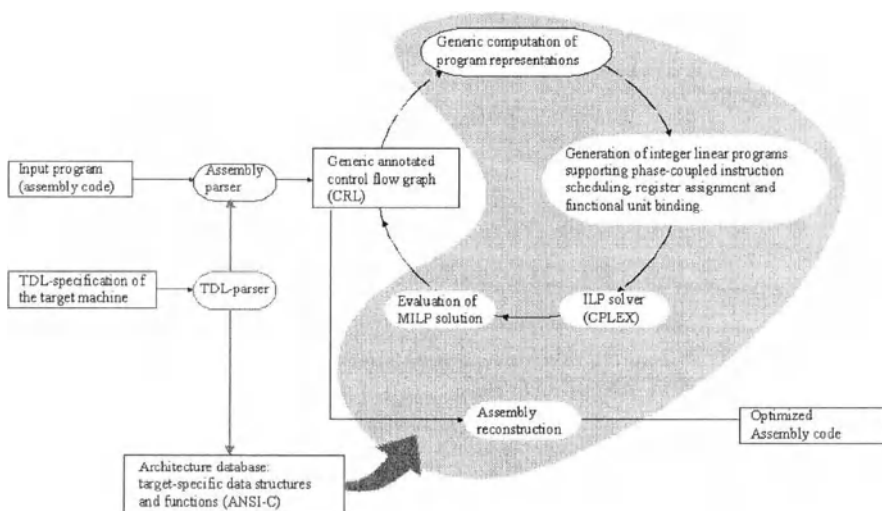 Generic computation of
program representations
Input program
(assembly code)
Assembly
parser
Generic annotated
control flow graph
(CRL)
Generation of integer linear programs
supporting phase-coupled instruction
scheduling, register assignment and
functional unit binding.
TDL-specification of
the target machine
TDL-parser
Evaluation of
MILP solution
ILP solver
(CPLEX)
Assembly
reconstruction
Optimized
Assembly code
Architecture database:
target-specific data structures
and functions (ANSI-C)